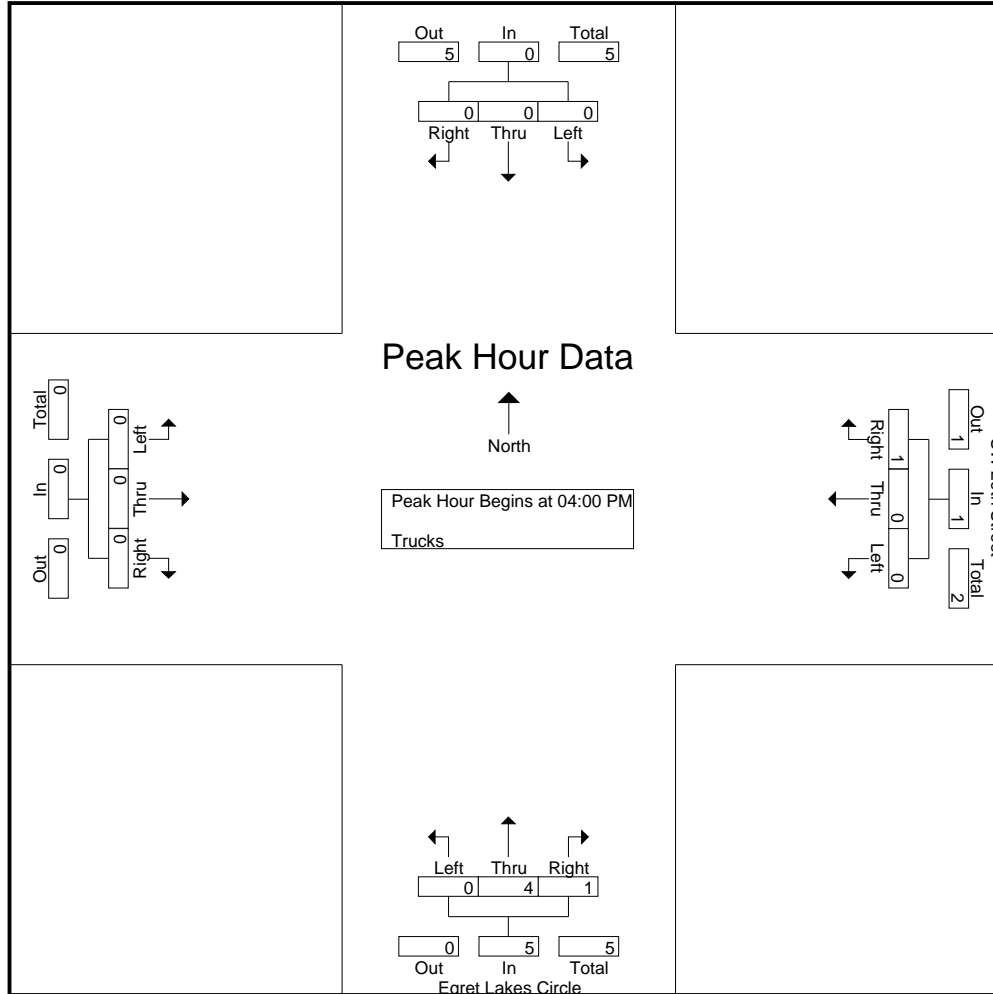 Out In Total
5 0 5
0 0 0
Right Thru Left
Peak Hour Data
North
Peak Hour Begins at 04:00 PM
Trucks
Total In Out
0 0 0
0 0 0
Left Thru Right
Right Thru Left
1 0 0
Out In Total
1 1 2
Left Thru Right
0 4 1
0 5 5
Out In Total
Egret Lakes Circle